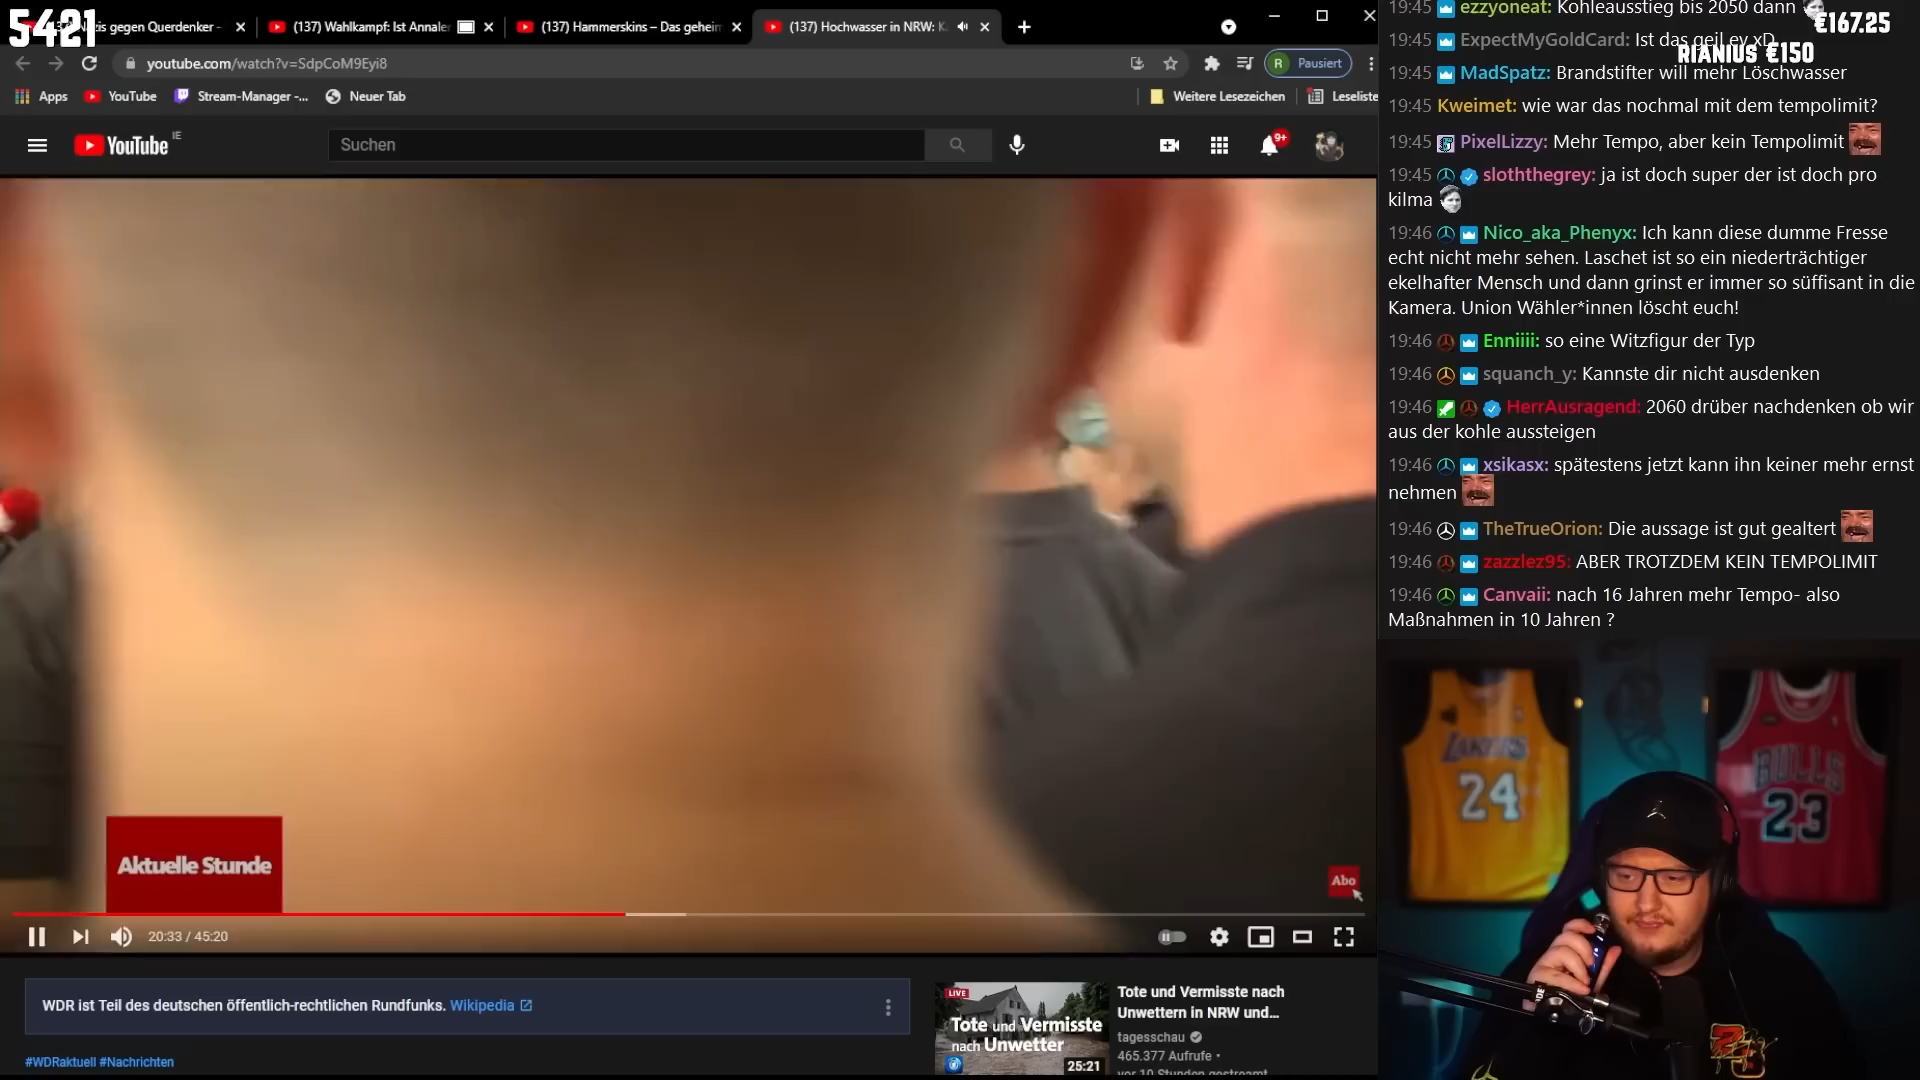 5421
zis gegen Querdenker -
(137) Wahlkampf: Ist Annaler
(137) Hammerskins – Das geheim
(137) Hochwasser in NRW: K
youtube.com/watch?v=SdpCoM9Eyi8
R Pausiert
Apps
YouTube
Stream-Manager -...
Neuer Tab
Weitere Lesezeichen
Leseliste
YouTube IE
Suchen
9+
Aktuelle Stunde
Abo
20:33 / 45:20
WDR ist Teil des deutschen öffentlich-rechtlichen Rundfunks. Wikipedia
#WDRaktuell #Nachrichten
LIVE
Tote und Vermisste
nach Unwetter
25:21
Tote und Vermisste nach
Unwettern in NRW und...
tagesschau
465.377 Aufrufe •
vor 10 Stunden gestreamt
19:45 ezzyoneat: Kohleausstieg bis 2050 dann
€167.25
19:45 ExpectMyGoldCard: Ist das geil ey xD
RIANIUS €150
19:45 MadSpatz: Brandstifter will mehr Löschwasser
19:45 Kweimet: wie war das nochmal mit dem tempolimit?
19:45 PixelLizzy: Mehr Tempo, aber kein Tempolimit
19:45 sloththegrey: ja ist doch super der ist doch pro
kilma
19:46 Nico_aka_Phenyx: Ich kann diese dumme Fresse
echt nicht mehr sehen. Laschet ist so ein niederträchtiger
ekelhafter Mensch und dann grinst er immer so süffisant in die
Kamera. Union Wähler*innen löscht euch!
19:46 Enniiii: so eine Witzfigur der Typ
19:46 squanch_y: Kannste dir nicht ausdenken
19:46 HerrAusragend: 2060 drüber nachdenken ob wir
aus der kohle aussteigen
19:46 xsikasx: spätestens jetzt kann ihn keiner mehr ernst
nehmen
19:46 TheTrueOrion: Die aussage ist gut gealtert
19:46 zazzlez95: ABER TROTZDEM KEIN TEMPOLIMIT
19:46 Canvaii: nach 16 Jahren mehr Tempo- also
Maßnahmen in 10 Jahren ?
LAKERS
24
BULLS
23